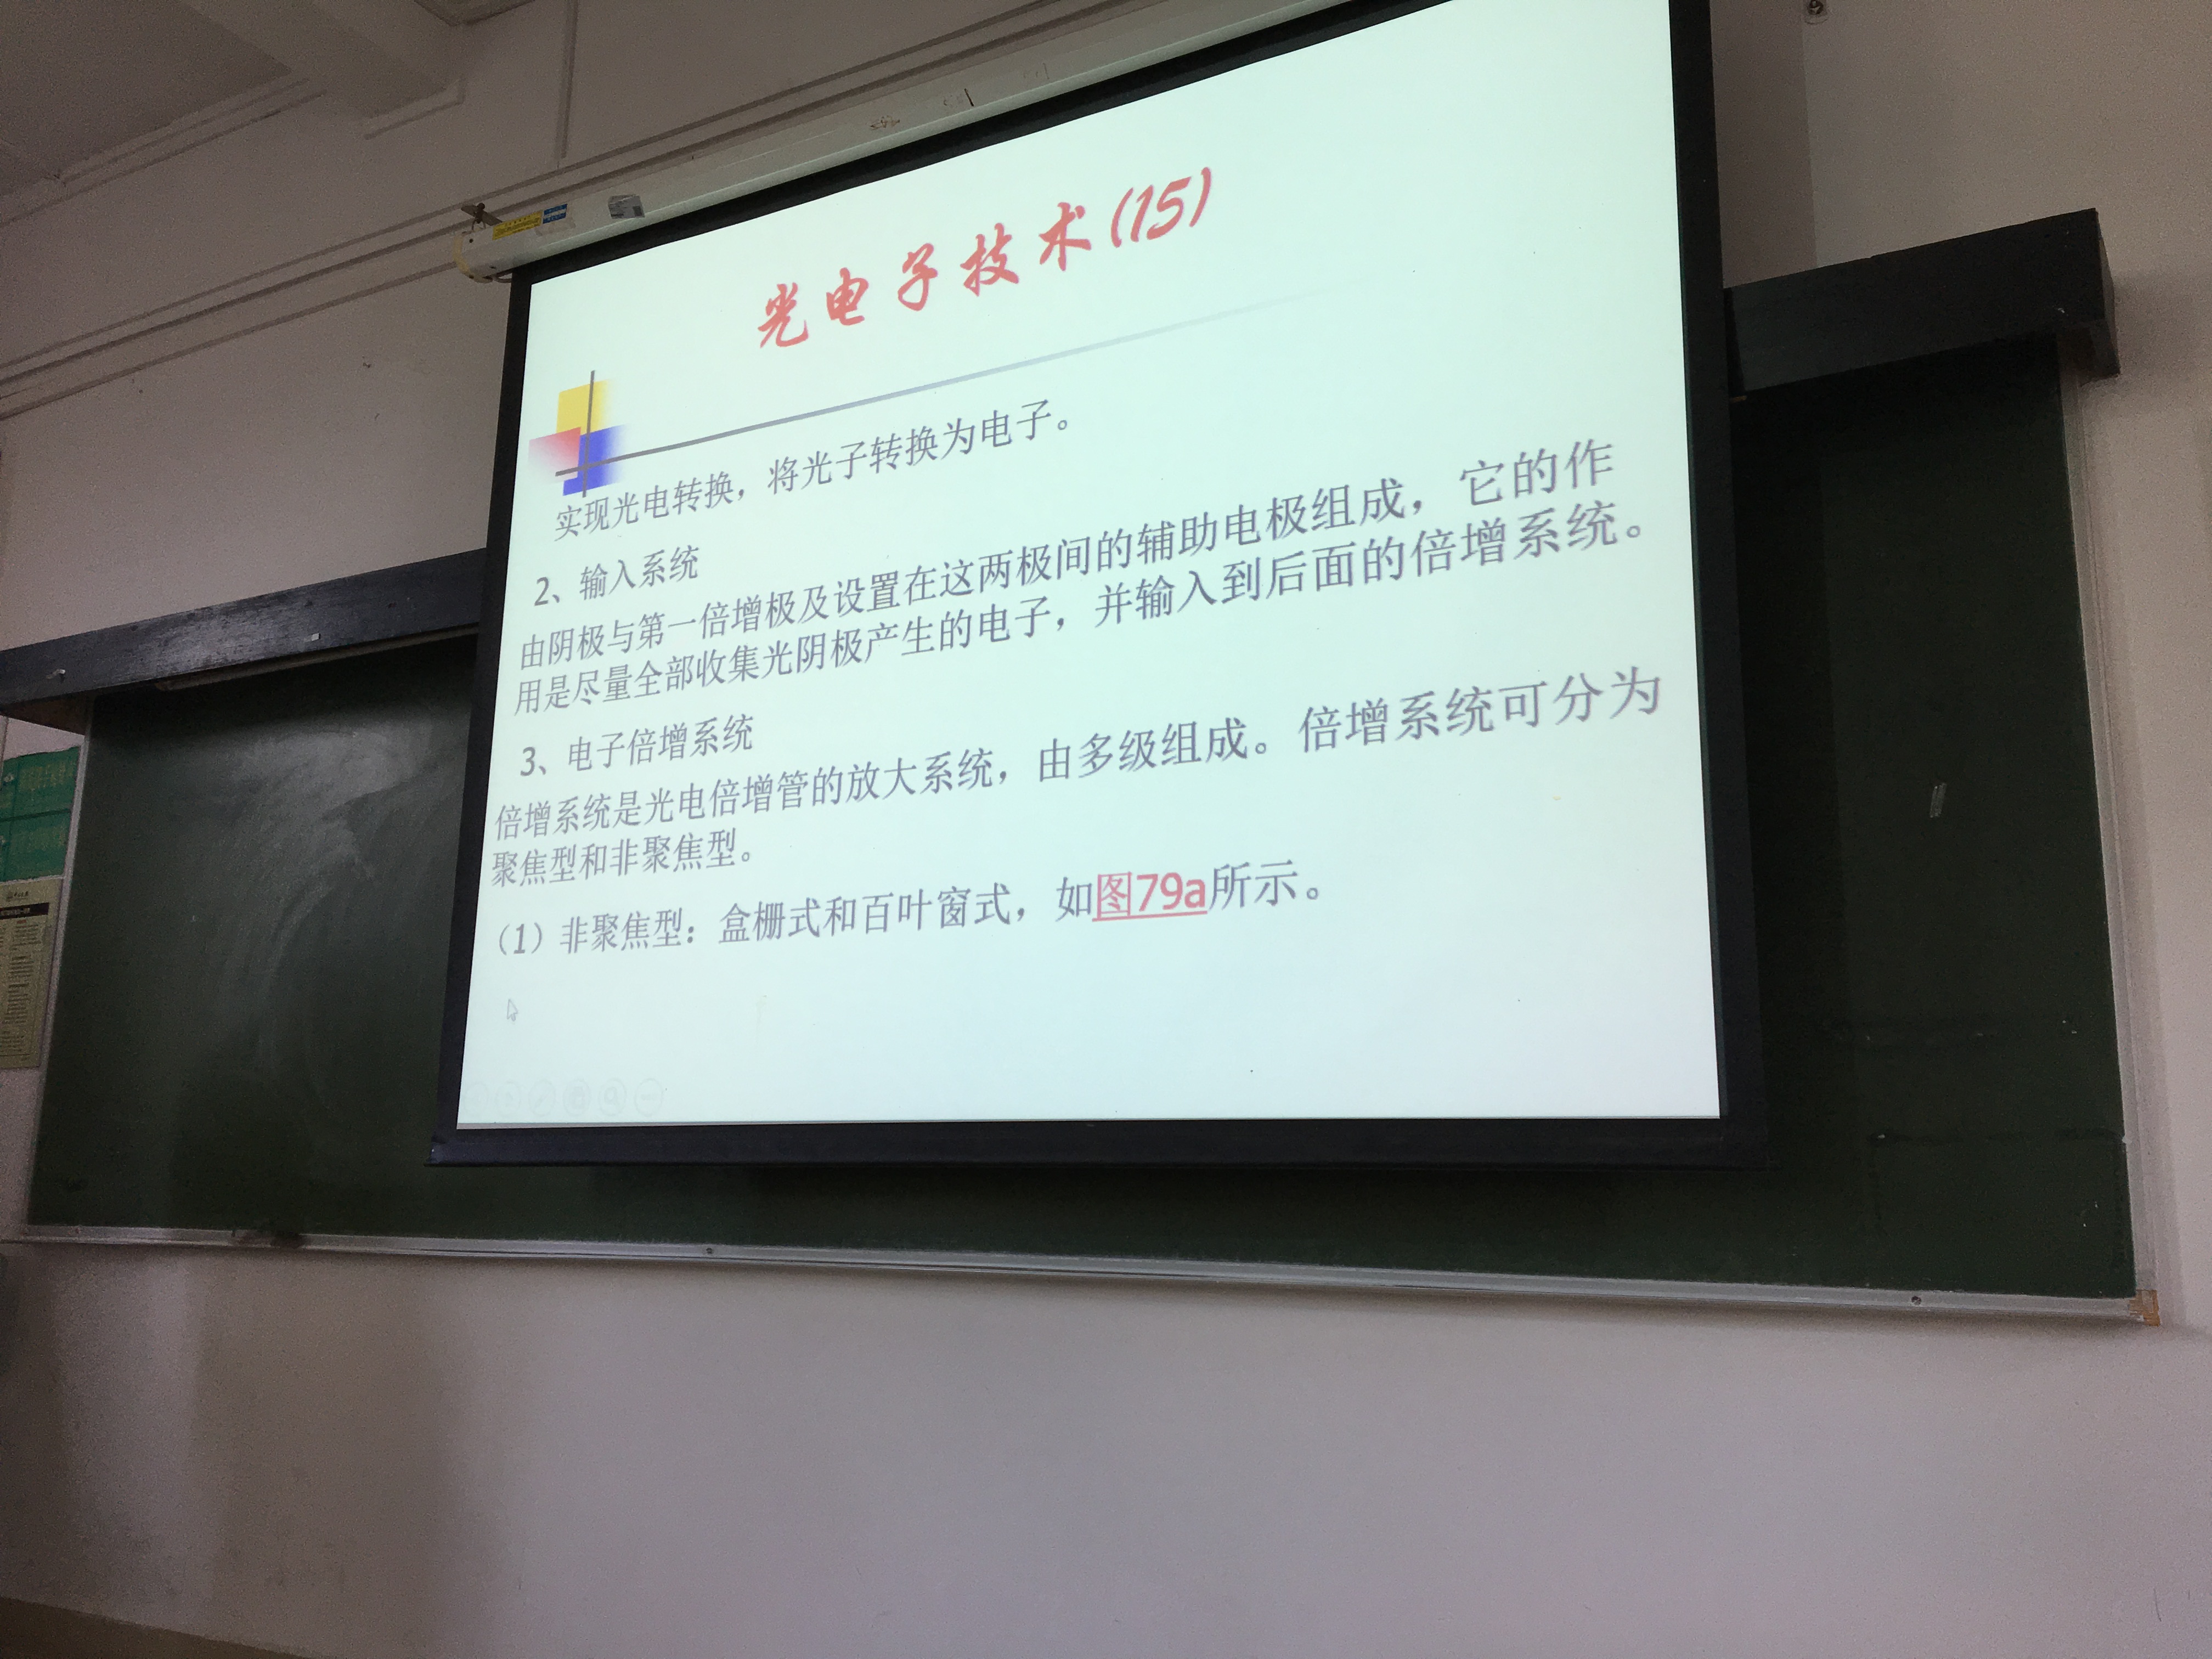 光电子技术(15)
实现光电转换，将光子转换为电子。
2、输入系统
由阴极与第一倍增极及设置在这两极间的辅助电极组成，它的作
用是尽量全部收集光阴极产生的电子，并输入到后面的倍增系统。
3、电子倍增系统
倍增系统是光电倍增管的放大系统，由多级组成。倍增系统可分为
聚焦型和非聚焦型。
（1）非聚焦型：盒栅式和百叶窗式，如图79a所示。